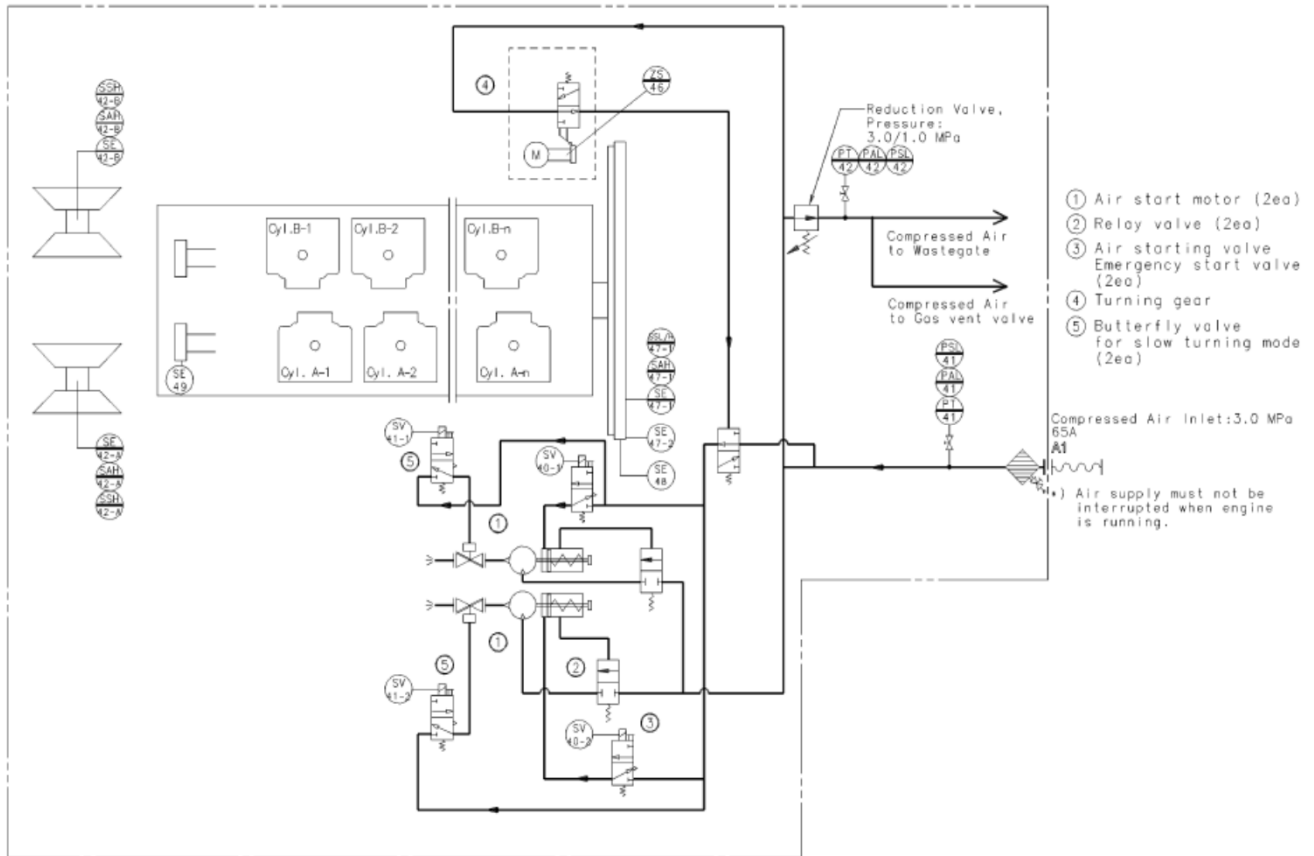 SSH
42-B
SAH
42-B
SE
42-B
4
ZS
46
M
Reduction Valve,
Pressure:
3.0/1.0 MPa
PT
42
PAL
42
PSL
42
Compressed Air
to Wastegate
Compressed Air
to Gas vent valve
1 Air start motor (2ea)
2 Relay valve (2ea)
3 Air starting valve
Emergency start valve
(2ea)
4 Turning gear
5 Butterfly valve
for slow turning mode
(2ea)
Cyl.B-1
Cyl.B-2
Cyl.B-n
Cyl. A-1
Cyl. A-2
Cyl. A-n
SE
49
SE
42-A
SAH
42-A
SSH
42-A
SSL/H
47-1
SAH
47-1
SE
47-1
SE
47-2
SE
48
PSL
41
PAL
41
PT
41
Compressed Air Inlet:3.0 MPa
65A
A1
*) Air supply must not be
interrupted when engine
is running.
SV
41-1
5
SV
40-1
1
1
2
5
SV
41-2
SV
40-2
3